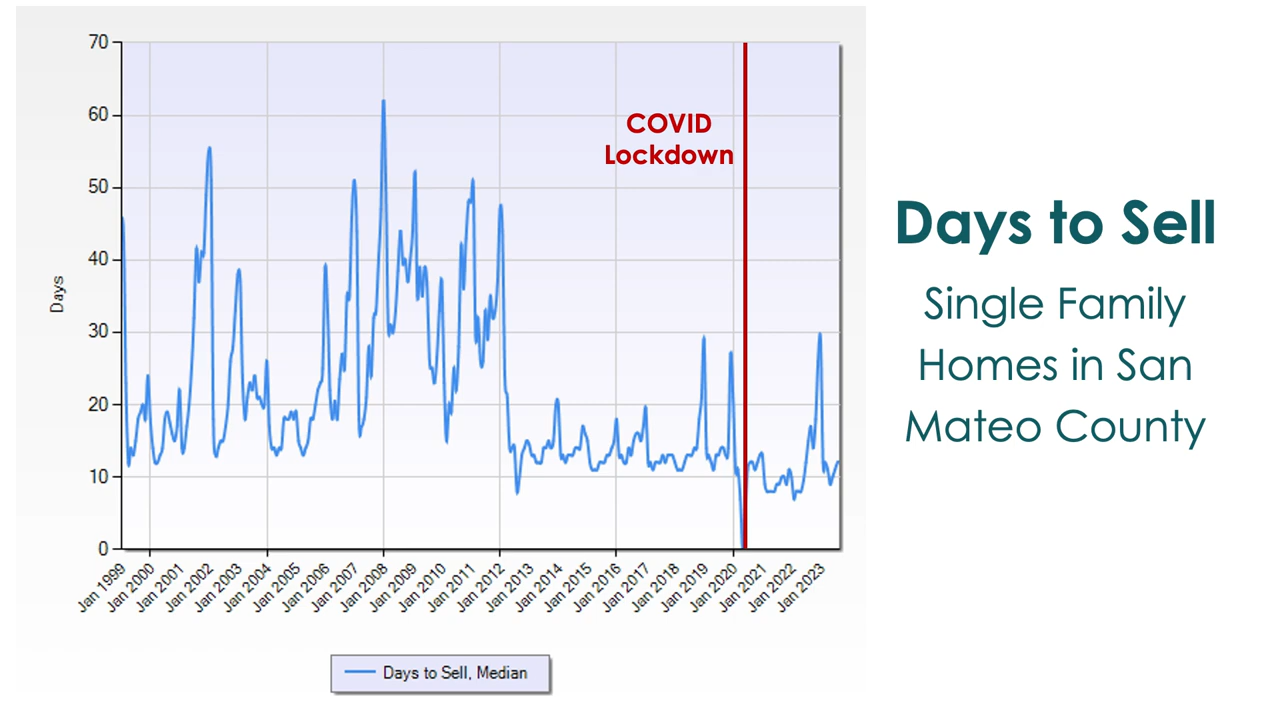 70
60
50
40
30
20
10
0
Days
COVID
Lockdown
Jan 1999
Jan 2000
Jan 2001
Jan 2002
Jan 2003
Jan 2004
Jan 2005
Jan 2006
Jan 2007
Jan 2008
Jan 2009
Jan 2010
Jan 2011
Jan 2012
Jan 2013
Jan 2014
Jan 2015
Jan 2016
Jan 2017
Jan 2018
Jan 2019
Jan 2020
Jan 2021
Jan 2022
Jan 2023
Days to Sell, Median
Days to Sell
Single Family
Homes in San
Mateo County